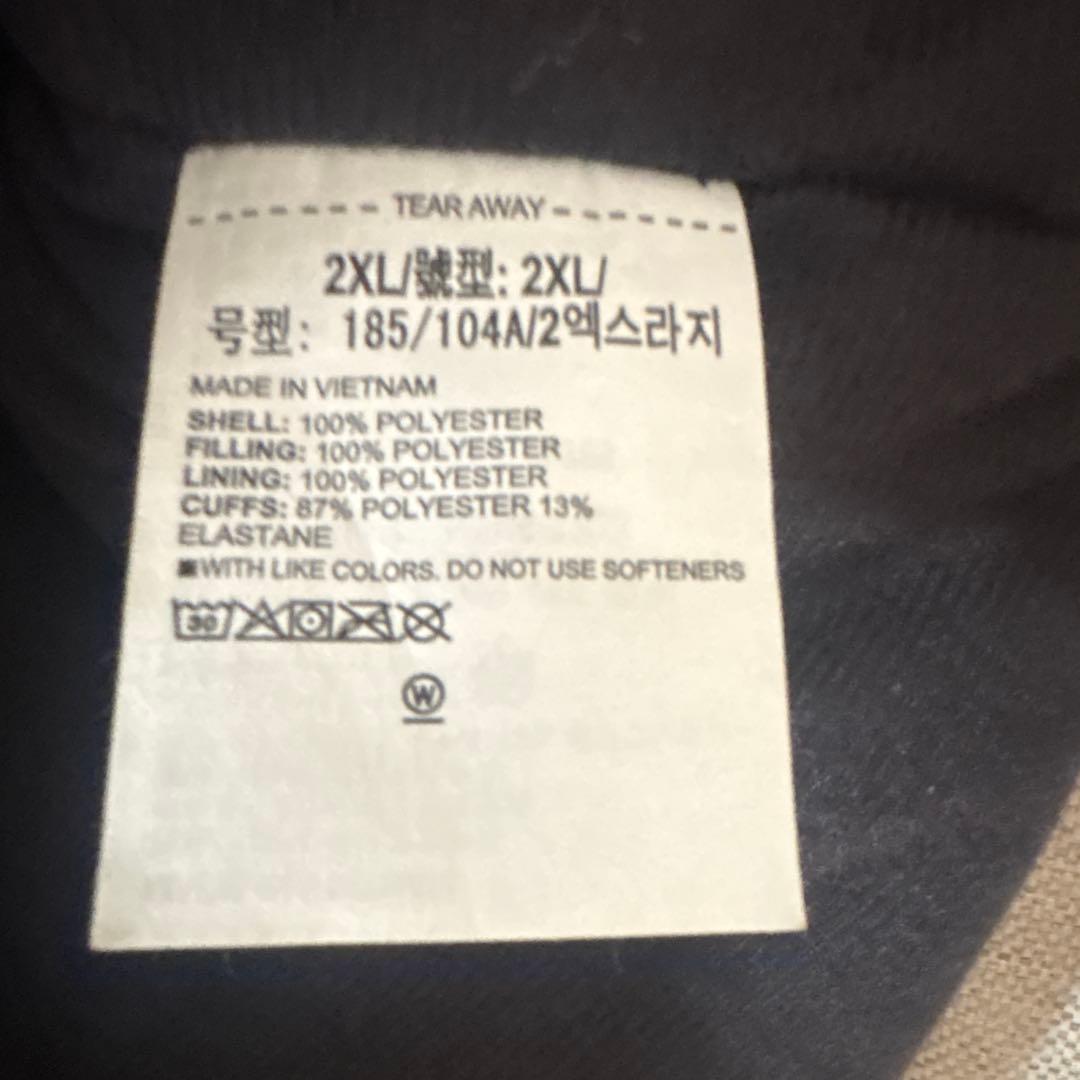 TEAR AWAY
2XL/號型: 2XL/
号型: 185/104A/2엑스라지
MADE IN VIETNAM
SHELL: 100% POLYESTER
FILLING: 100% POLYESTER
LINING: 100% POLYESTER
CUFFS: 87% POLYESTER 13%
ELASTANE
■WITH LIKE COLORS. DO NOT USE SOFTENERS
30
W